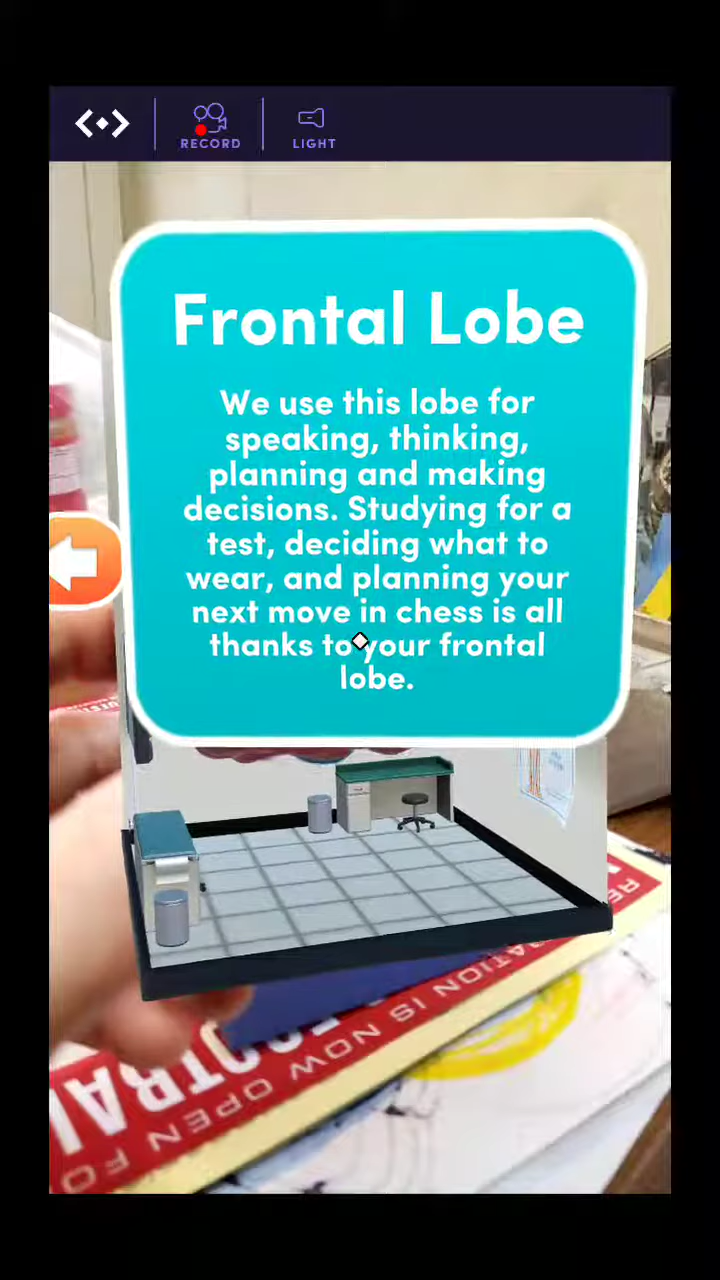 RECORD
LIGHT
Frontal Lobe
We use this lobe for
speaking, thinking,
planning and making
decisions. Studying for a
test, deciding what to
wear, and planning your
next move in chess is all
thanks to your frontal
lobe.
RATION IS NOW OPEN FO